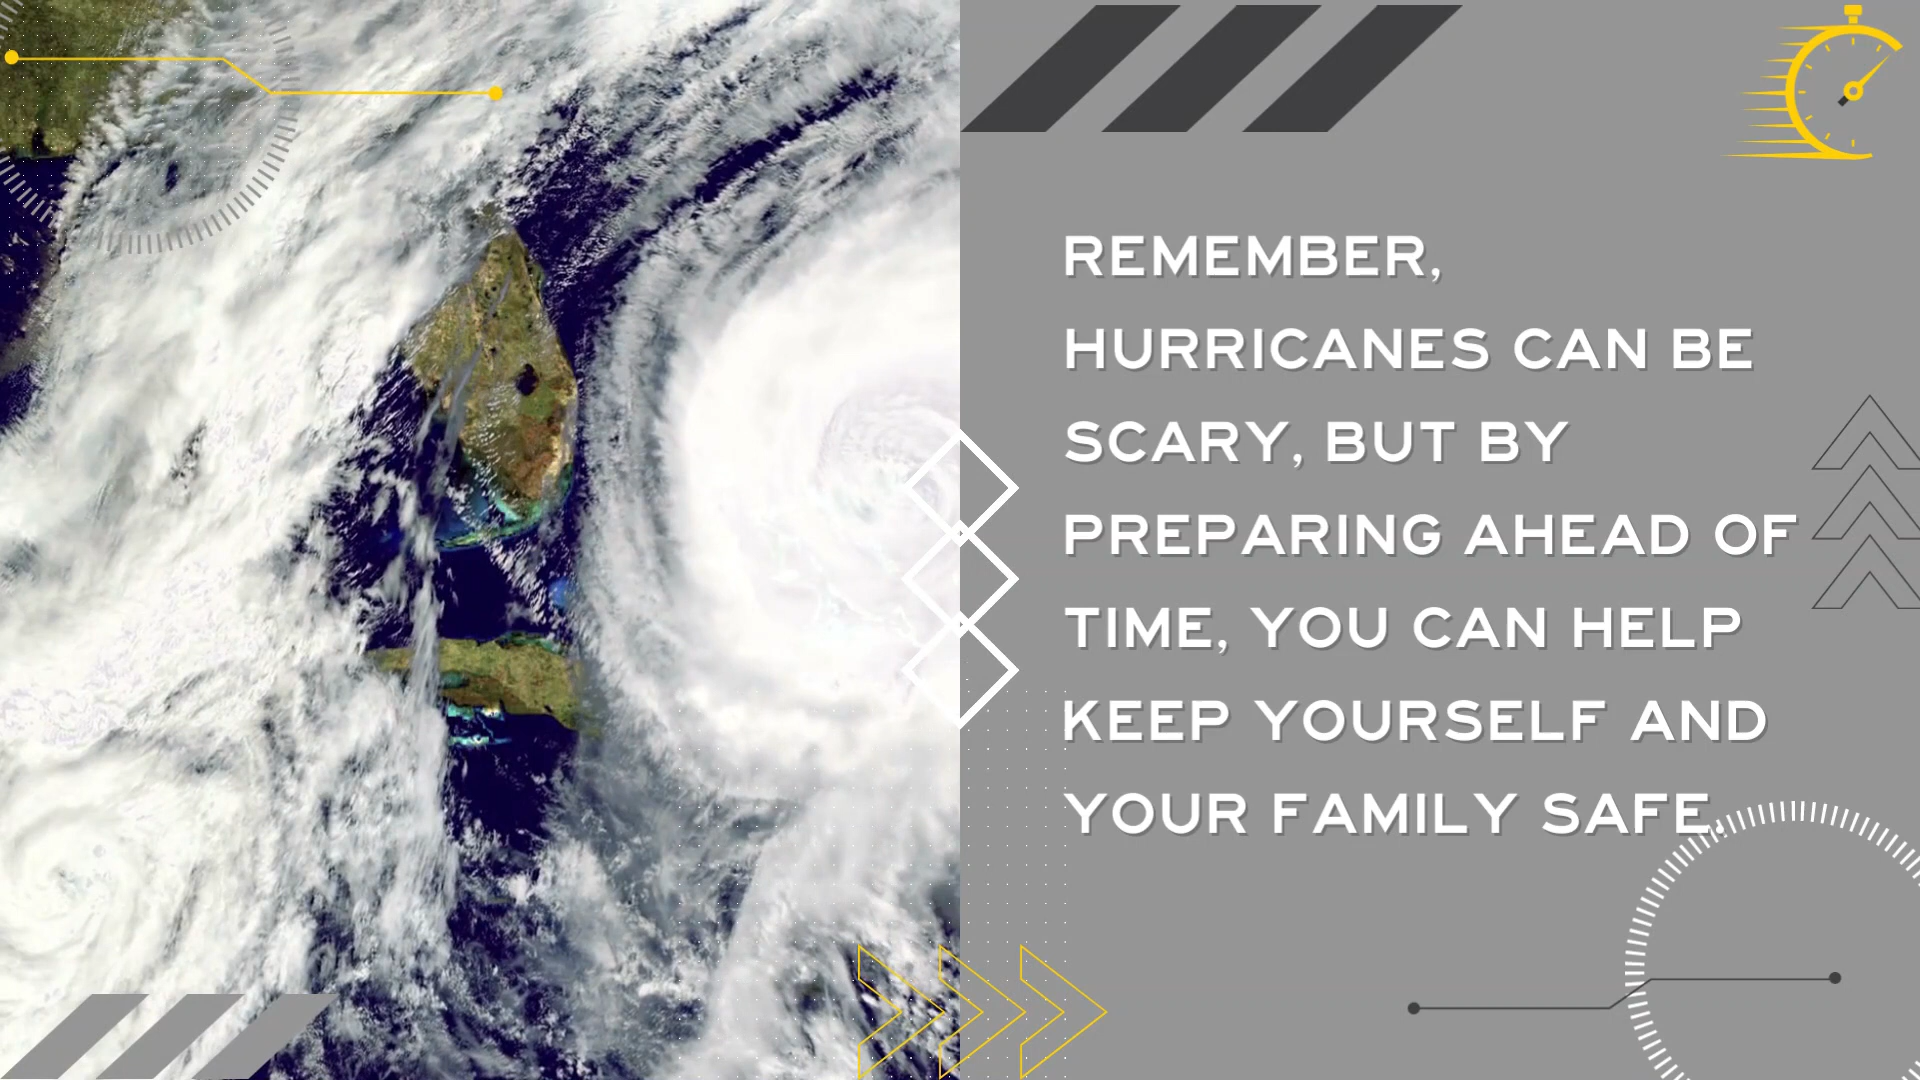 REMEMBER,
HURRICANES CAN BE
SCARY, BUT BY
PREPARING AHEAD OF
TIME, YOU CAN HELP
KEEP YOURSELF AND
YOUR FAMILY SAFE.